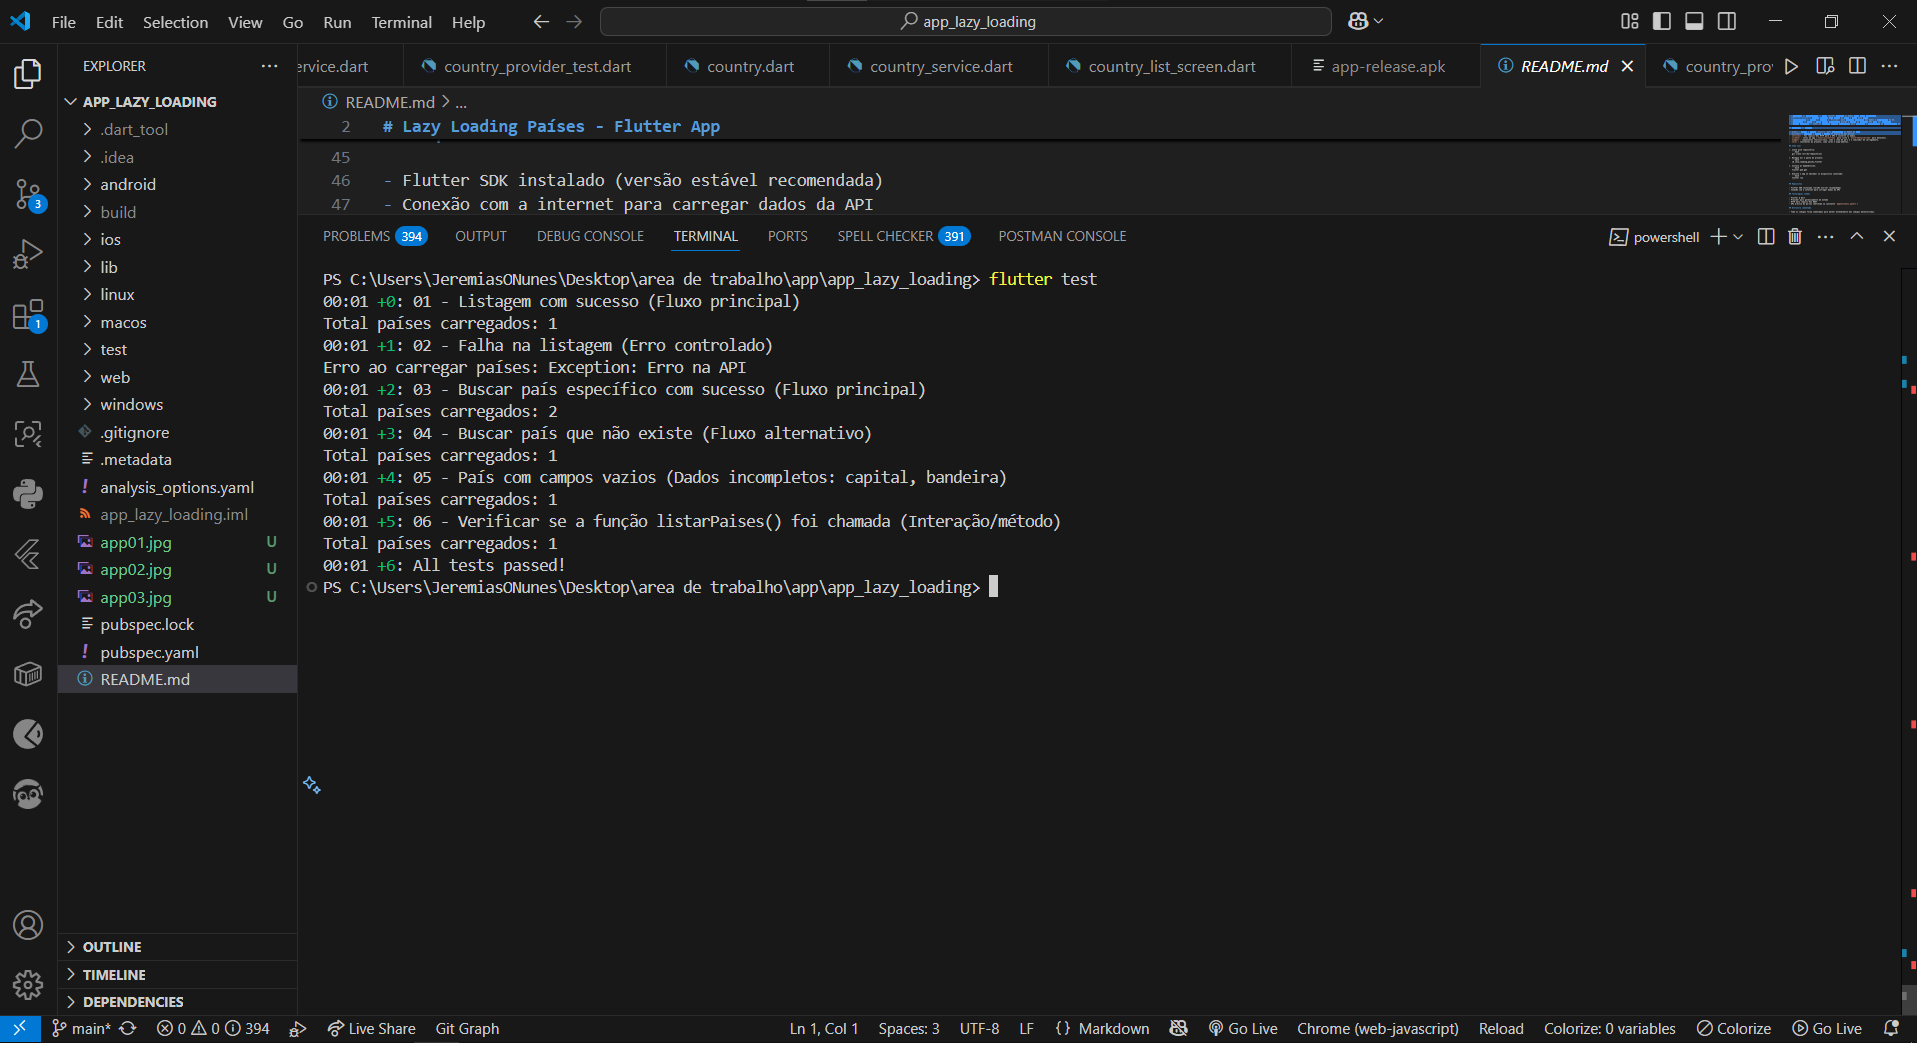 File Edit Selection View Go Run Terminal Help
app_lazy_loading
EXPLORER
ervice.dart
country_provider_test.dart
country.dart
country_service.dart
country_list_screen.dart
app-release.apk
README.md
country_prov
README.md > ...
APP_LAZY_LOADING
.dart_tool
.idea
android
build
ios
lib
linux
macos
test
web
windows
.gitignore
.metadata
analysis_options.yaml
app_lazy_loading.iml
app01.jpg U
app02.jpg U
app03.jpg U
pubspec.lock
pubspec.yaml
README.md
OUTLINE
TIMELINE
DEPENDENCIES
3
1
2 # Lazy Loading Países - Flutter App
45
46 - Flutter SDK instalado (versão estável recomendada)
47 - Conexão com a internet para carregar dados da API
PROBLEMS 394 OUTPUT DEBUG CONSOLE TERMINAL PORTS SPELL CHECKER 391 POSTMAN CONSOLE
powershell
PS C:\Users\JeremiasONunes\Desktop\area de trabalho\app\app_lazy_loading> flutter test
00:01 +0: 01 - Listagem com sucesso (Fluxo principal)
Total países carregados: 1
00:01 +1: 02 - Falha na listagem (Erro controlado)
Erro ao carregar países: Exception: Erro na API
00:01 +2: 03 - Buscar país específico com sucesso (Fluxo principal)
Total países carregados: 2
00:01 +3: 04 - Buscar país que não existe (Fluxo alternativo)
Total países carregados: 1
00:01 +4: 05 - País com campos vazios (Dados incompletos: capital, bandeira)
Total países carregados: 1
00:01 +5: 06 - Verificar se a função listarPaises() foi chamada (Interação/método)
Total países carregados: 1
00:01 +6: All tests passed!
PS C:\Users\JeremiasONunes\Desktop\area de trabalho\app\app_lazy_loading>
main* 0 0 394 Live Share Git Graph
Ln 1, Col 1 Spaces: 3 UTF-8 LF {} Markdown Go Live Chrome (web-javascript) Reload Colorize: 0 variables Colorize Go Live